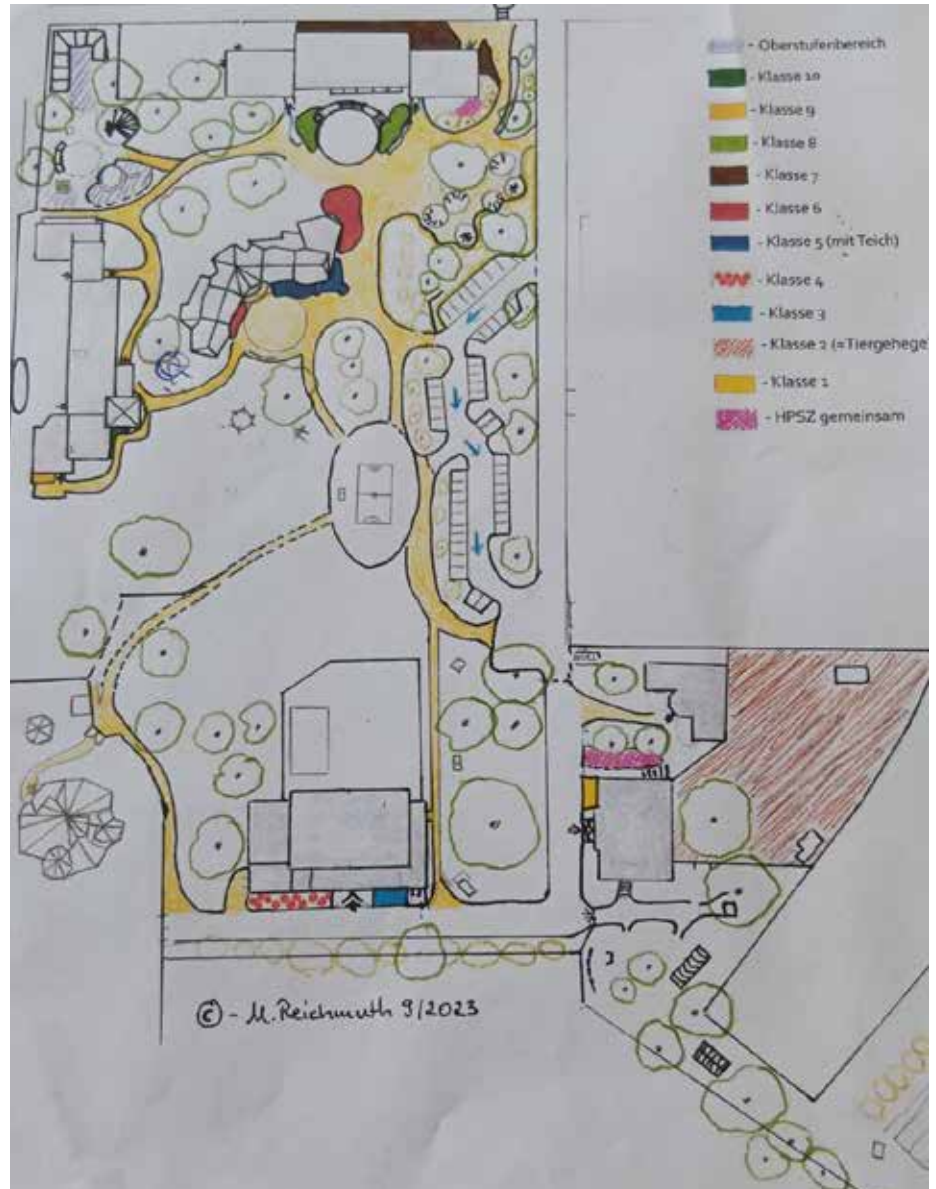 - Oberstufenbereich
- Klasse 10
- Klasse 9
- Klasse 8
- Klasse 7
- Klasse 6
- Klasse 5 (mit Teich)
- Klasse 4
- Klasse 3
- Klasse 2 (=Tiergehege)
- Klasse 1
- HPSZ gemeinsam
© - M. Reichmuth 9/2023